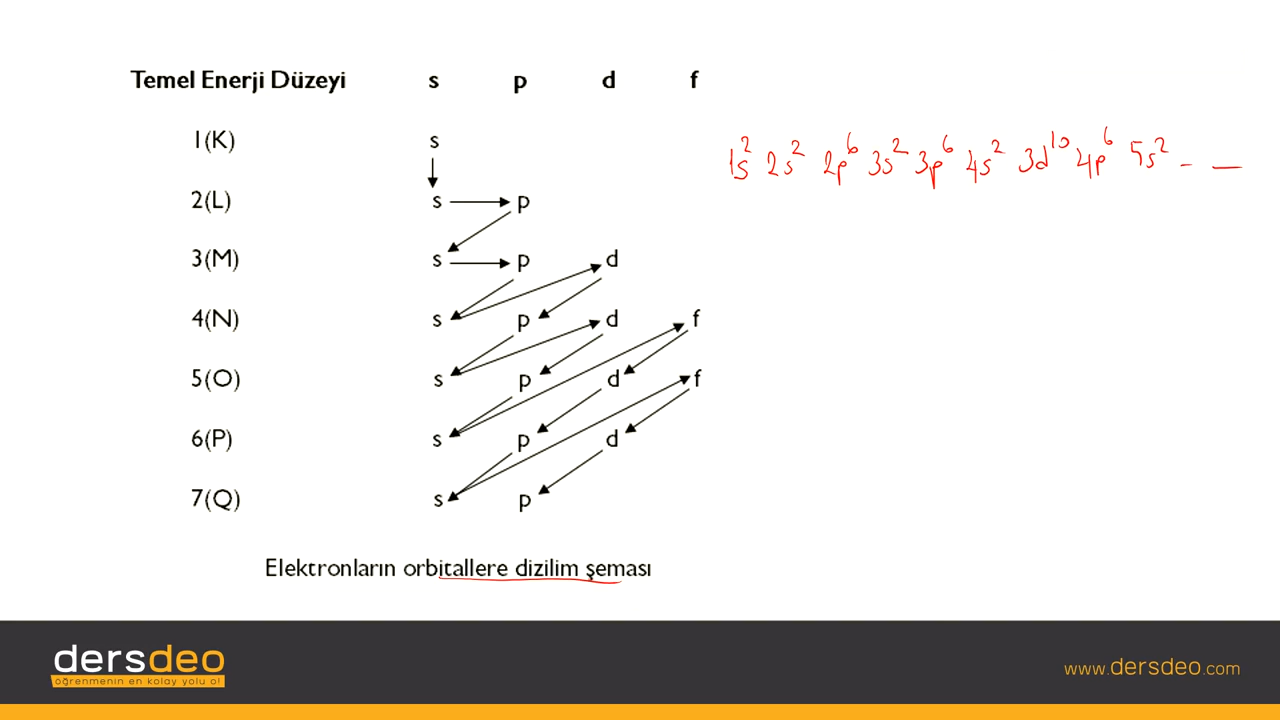 Temel Enerji Düzeyi s p d f
1(K) s
1s² 2s² 2p⁶ 3s² 3p⁶ 4s² 3d¹⁰ 4p⁶ 5s² - —
2(L) s p
3(M) s p d
4(N) s p d f
5(O) s p d f
6(P) s p d
7(Q) s p
Elektronların orbitallere dizilim şeması
dersdeo
öğrenmenin en kolay yolu o!
www.dersdeo.com